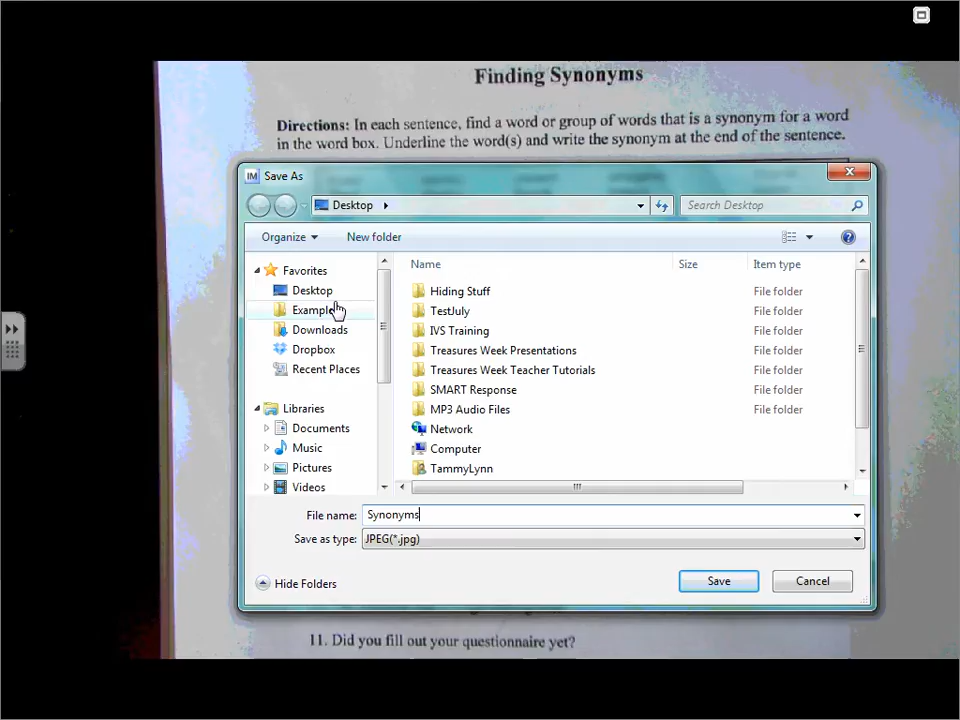 Finding Synonyms
Directions: In each sentence, find a word or group of words that is a synonym for a word
in the word box. Underline the word(s) and write the synonym at the end of the sentence.
IM Save As
Desktop
Search Desktop
Organize
New folder
Favorites
Desktop
Downloads
Dropbox
Recent Places
Libraries
Documents
Music
Pictures
Videos
Name Size Item type
Hiding Stuff File folder
TestJuly File folder
IVS Training File folder
Treasures Week Presentations File folder
Treasures Week Teacher Tutorials File folder
SMART Response File folder
MP3 Audio Files File folder
Network
Computer
TammyLynn
File name: Synonyms
Save as type: JPEG(*.jpg)
Hide Folders
Save
Cancel
11. Did you fill out your questionnaire yet?